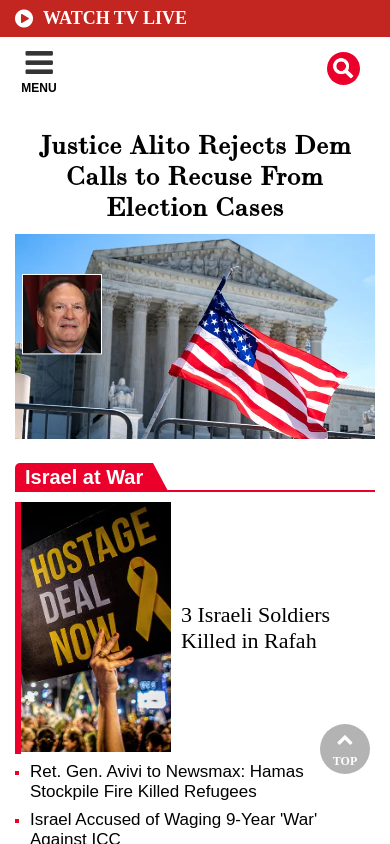 WATCH TV LIVE
MENU
Justice Alito Rejects Dem
Calls to Recuse From
Election Cases
Israel at War
HOSTAGE
DEAL
NOW
3 Israeli Soldiers
Killed in Rafah
TOP
Ret. Gen. Avivi to Newsmax: Hamas
Stockpile Fire Killed Refugees
Israel Accused of Waging 9-Year 'War'
Against ICC